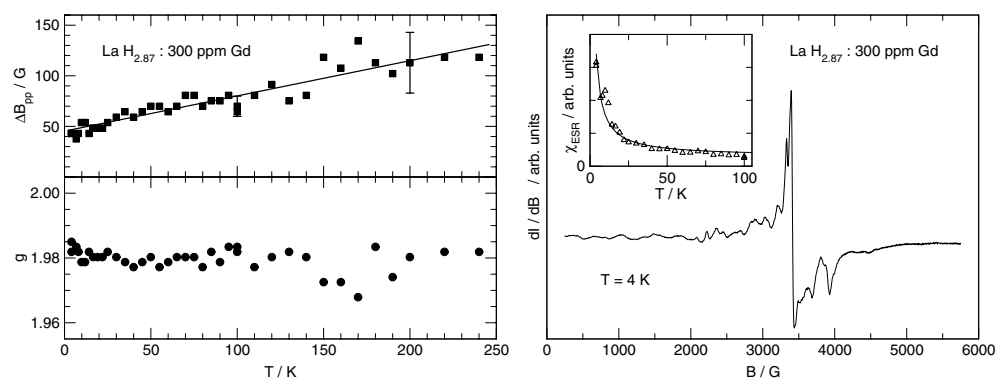 150
100
50
ΔB_pp / G
La H_2.87 : 300 ppm Gd
2.00
1.98
1.96
g
0 50 100 150 200 250
T / K
La H_2.87 : 300 ppm Gd
dI / dB / arb. units
χ_ESR / arb. units
0
0 50 100
T / K
T = 4 K
0 1000 2000 3000 4000 5000 6000
B / G